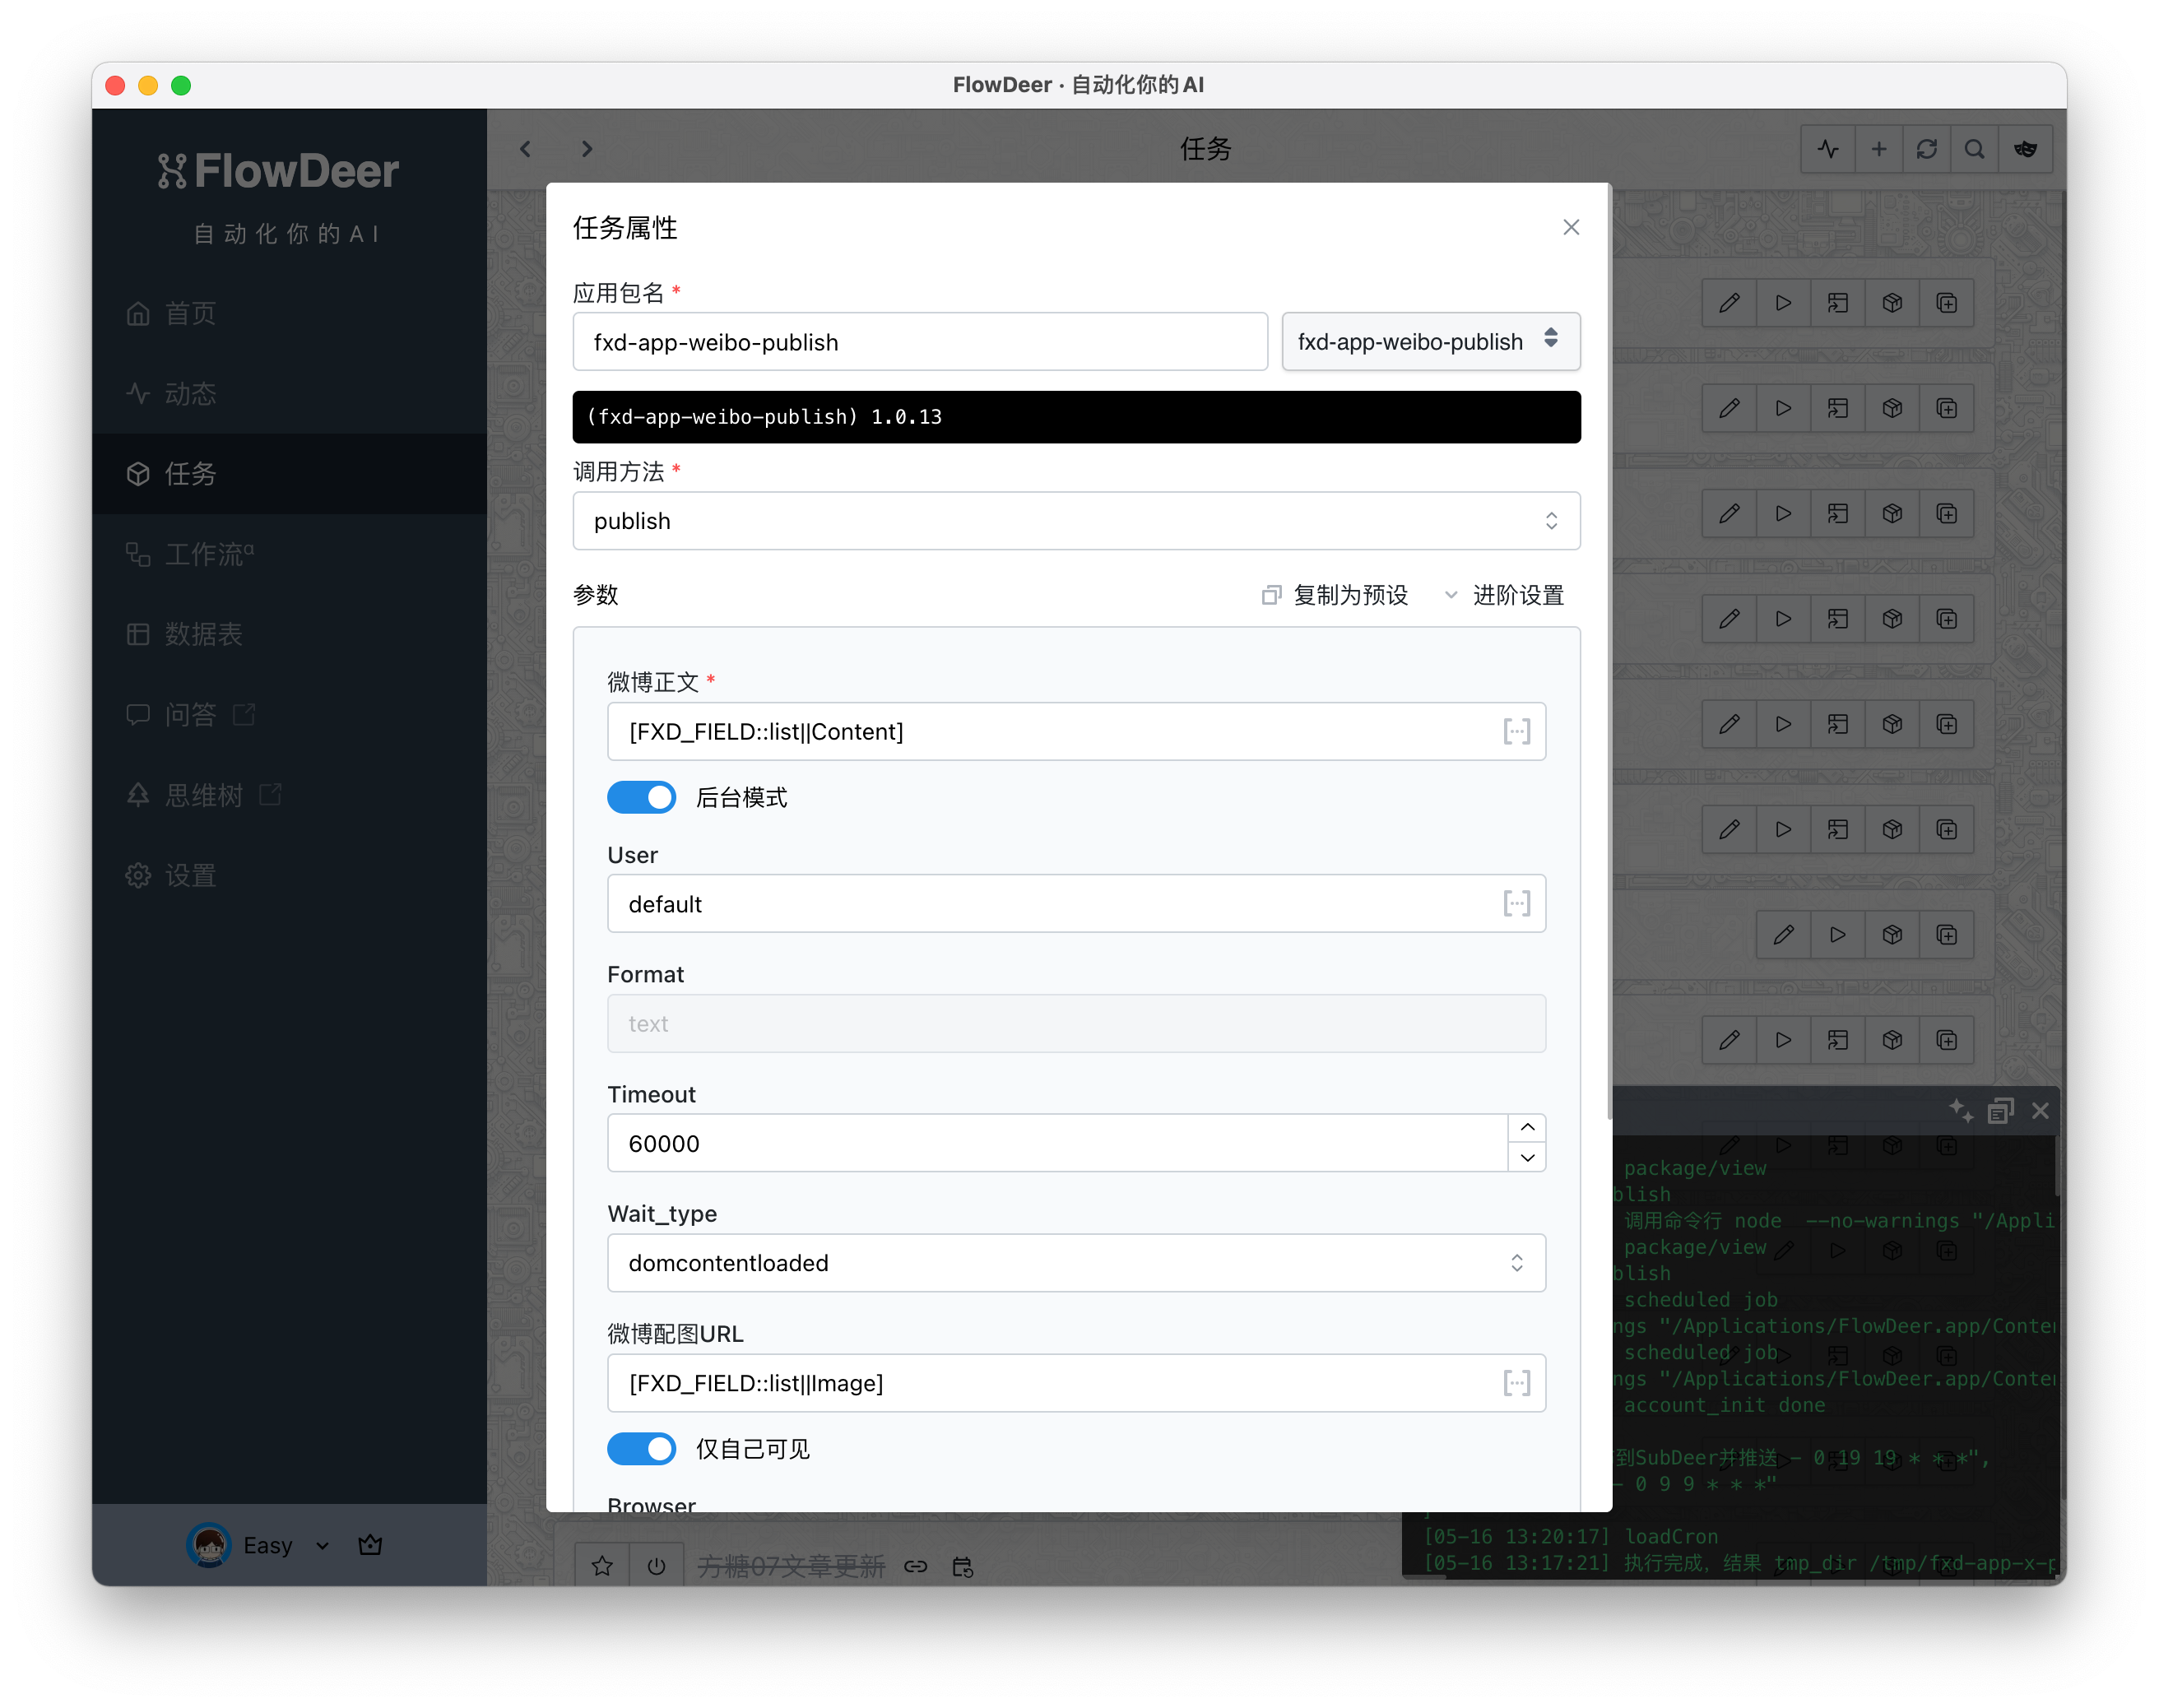 FlowDeer · 自动化你的AI
FlowDeer
自动化你的AI
首页
动态
任务
工作流α
数据表
问答
思维树
设置
Easy
任务
任务属性
应用包名 *
fxd-app-weibo-publish
fxd-app-weibo-publish
(fxd-app-weibo-publish) 1.0.13
调用方法 *
publish
参数
复制为预设
进阶设置
微博正文 *
[FXD_FIELD::list||Content]
后台模式
User
default
Format
text
Timeout
60000
Wait_type
domcontentloaded
微博配图URL
[FXD_FIELD::list||Image]
仅自己可见
Browser
方糖07文章更新
package/view
blish
调用命令行 node --no-warnings "/Appli
package/view
blish
scheduled job
ngs "/Applications/FlowDeer.app/Conte
scheduled job
ngs "/Applications/FlowDeer.app/Conte
account_init done
到SubDeer并推送 - 0 19 19 * * *",
- 0 9 9 * * *"
]
[05-16 13:20:17] loadCron
[05-16 13:17:21] 执行完成，结果 tmp_dir /tmp/fxd-app-x-p